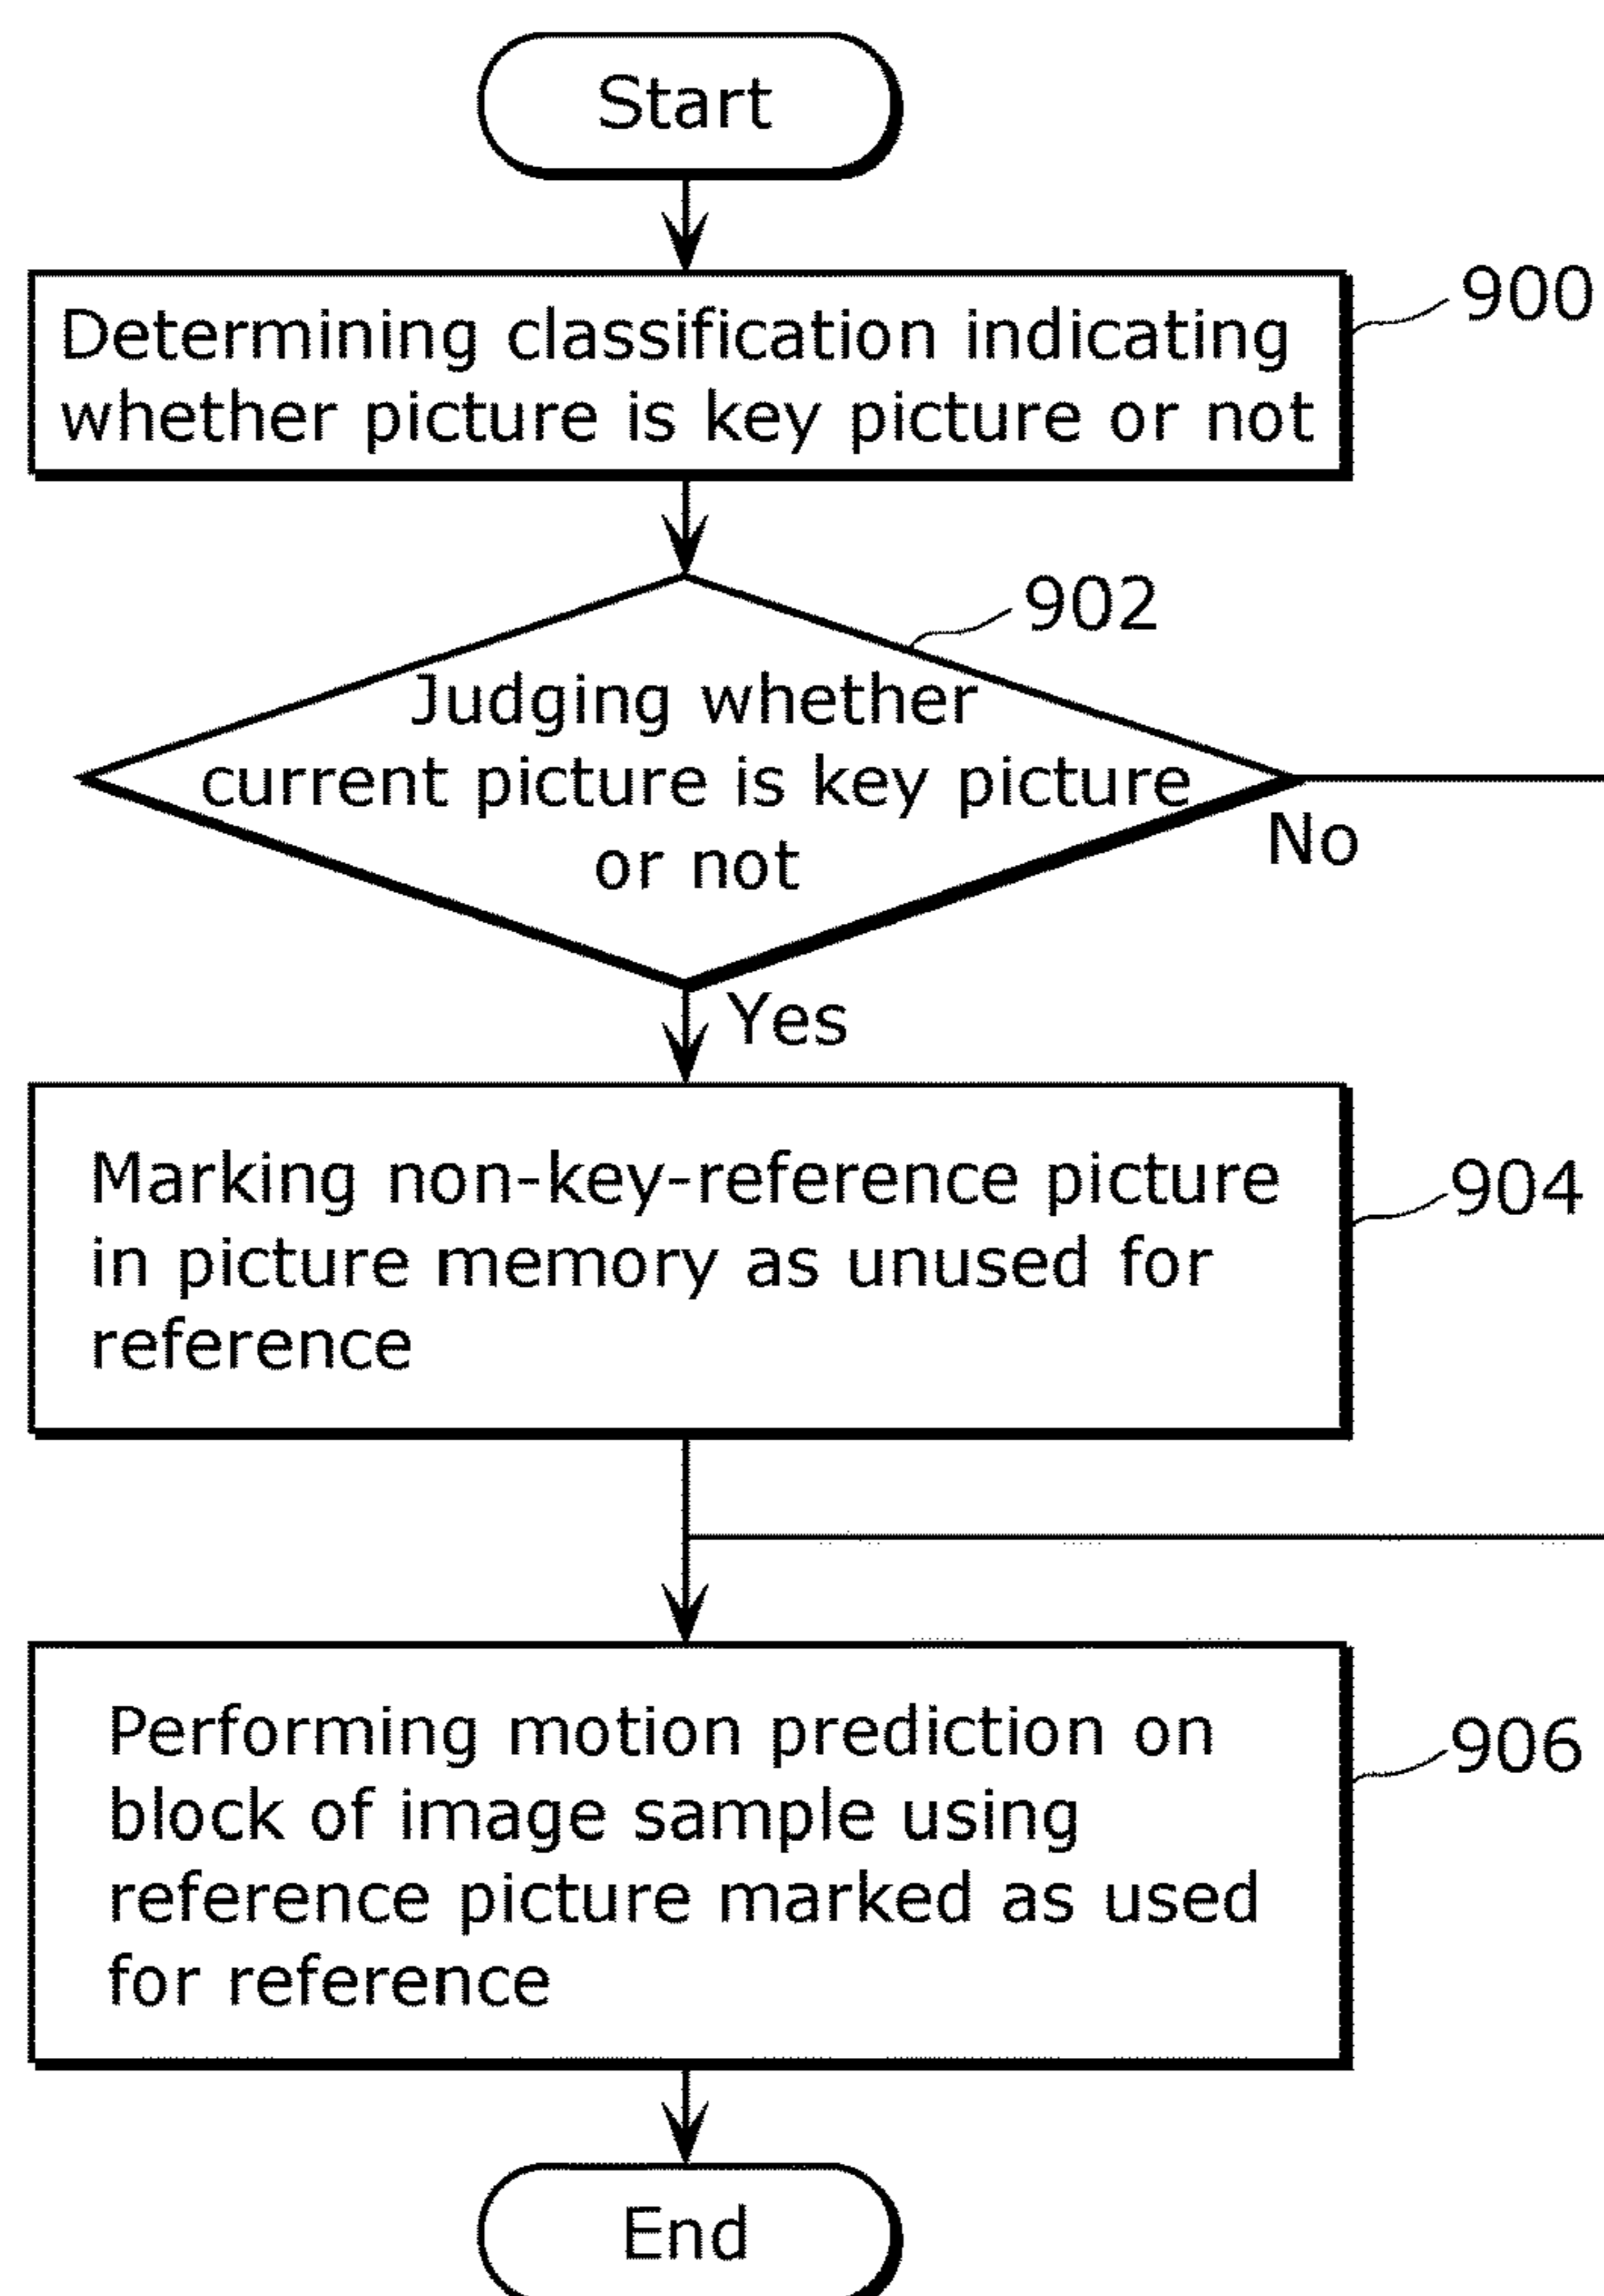 Start
Determining classification indicating
whether picture is key picture or not
900
902
Judging whether
current picture is key picture
or not
No
Yes
Marking non-key-reference picture
in picture memory as unused for
reference
904
Performing motion prediction on
block of image sample using
reference picture marked as used
for reference
906
End